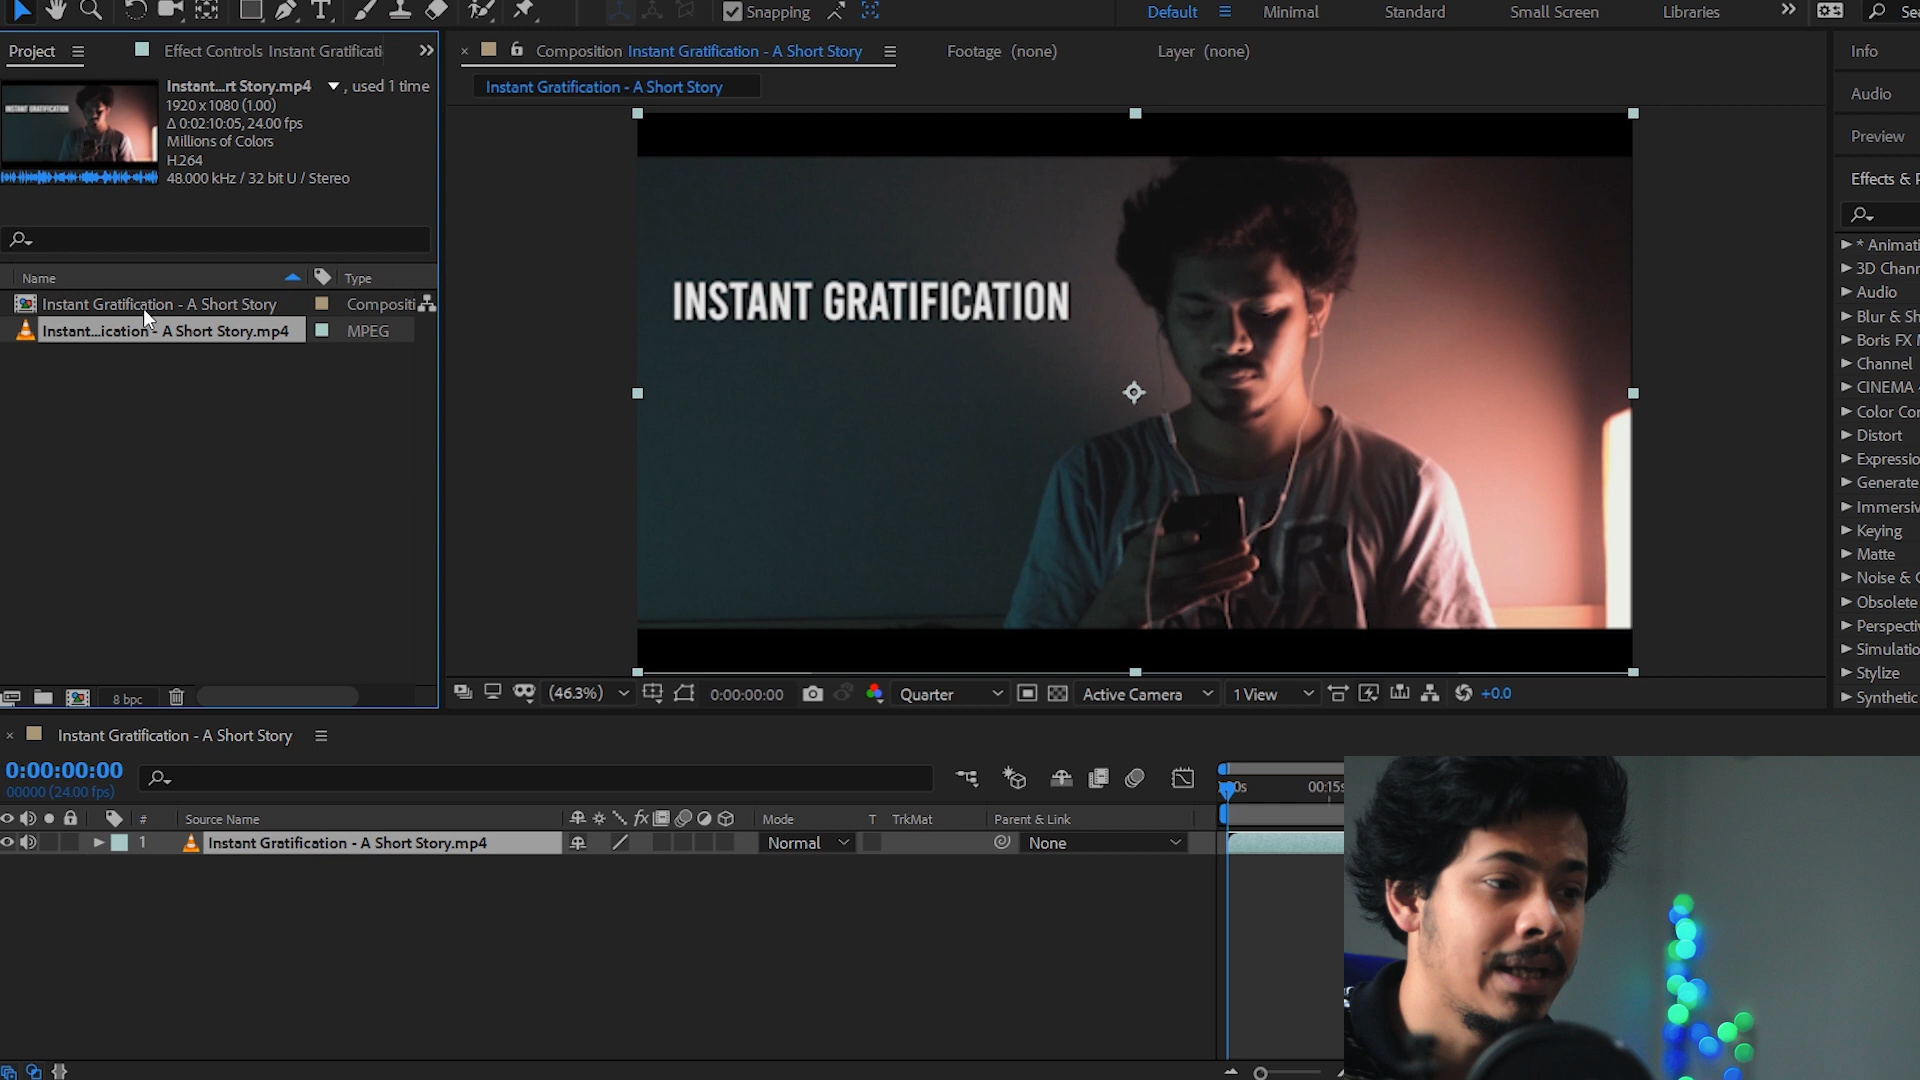 Snapping
Default
Minimal
Standard
Small Screen
Libraries
Project
Effect Controls Instant Gratificati
Composition Instant Gratification - A Short Story
Footage (none)
Layer (none)
Info
Instant Gratification - A Short Story
Instant...rt Story.mp4 , used 1 time
1920 x 1080 (1.00)
Δ 0:02:10:05, 24.00 fps
Millions of Colors
H.264
48.000 kHz / 32 bit U / Stereo
Audio
Preview
Effects &
Name
Type
Instant Gratification - A Short Story
Compositi
Instant...ication - A Short Story.mp4
MPEG
INSTANT GRATIFICATION
* Animati
3D Chann
Audio
Blur & Sh
Boris FX
Channel
CINEMA
Color Cor
Distort
Expressio
Generate
Immersiv
Keying
Matte
Noise &
Obsolete
Perspectiv
Simulatio
Stylize
Synthetic
8 bpc
(46.3%)
0:00:00:00
Quarter
Active Camera
1 View
+0.0
Instant Gratification - A Short Story
0:00:00:00
00000 (24.00 fps)
00:15s
#
Source Name
fx
Mode
T
TrkMat
Parent & Link
1
Instant Gratification - A Short Story.mp4
Normal
None